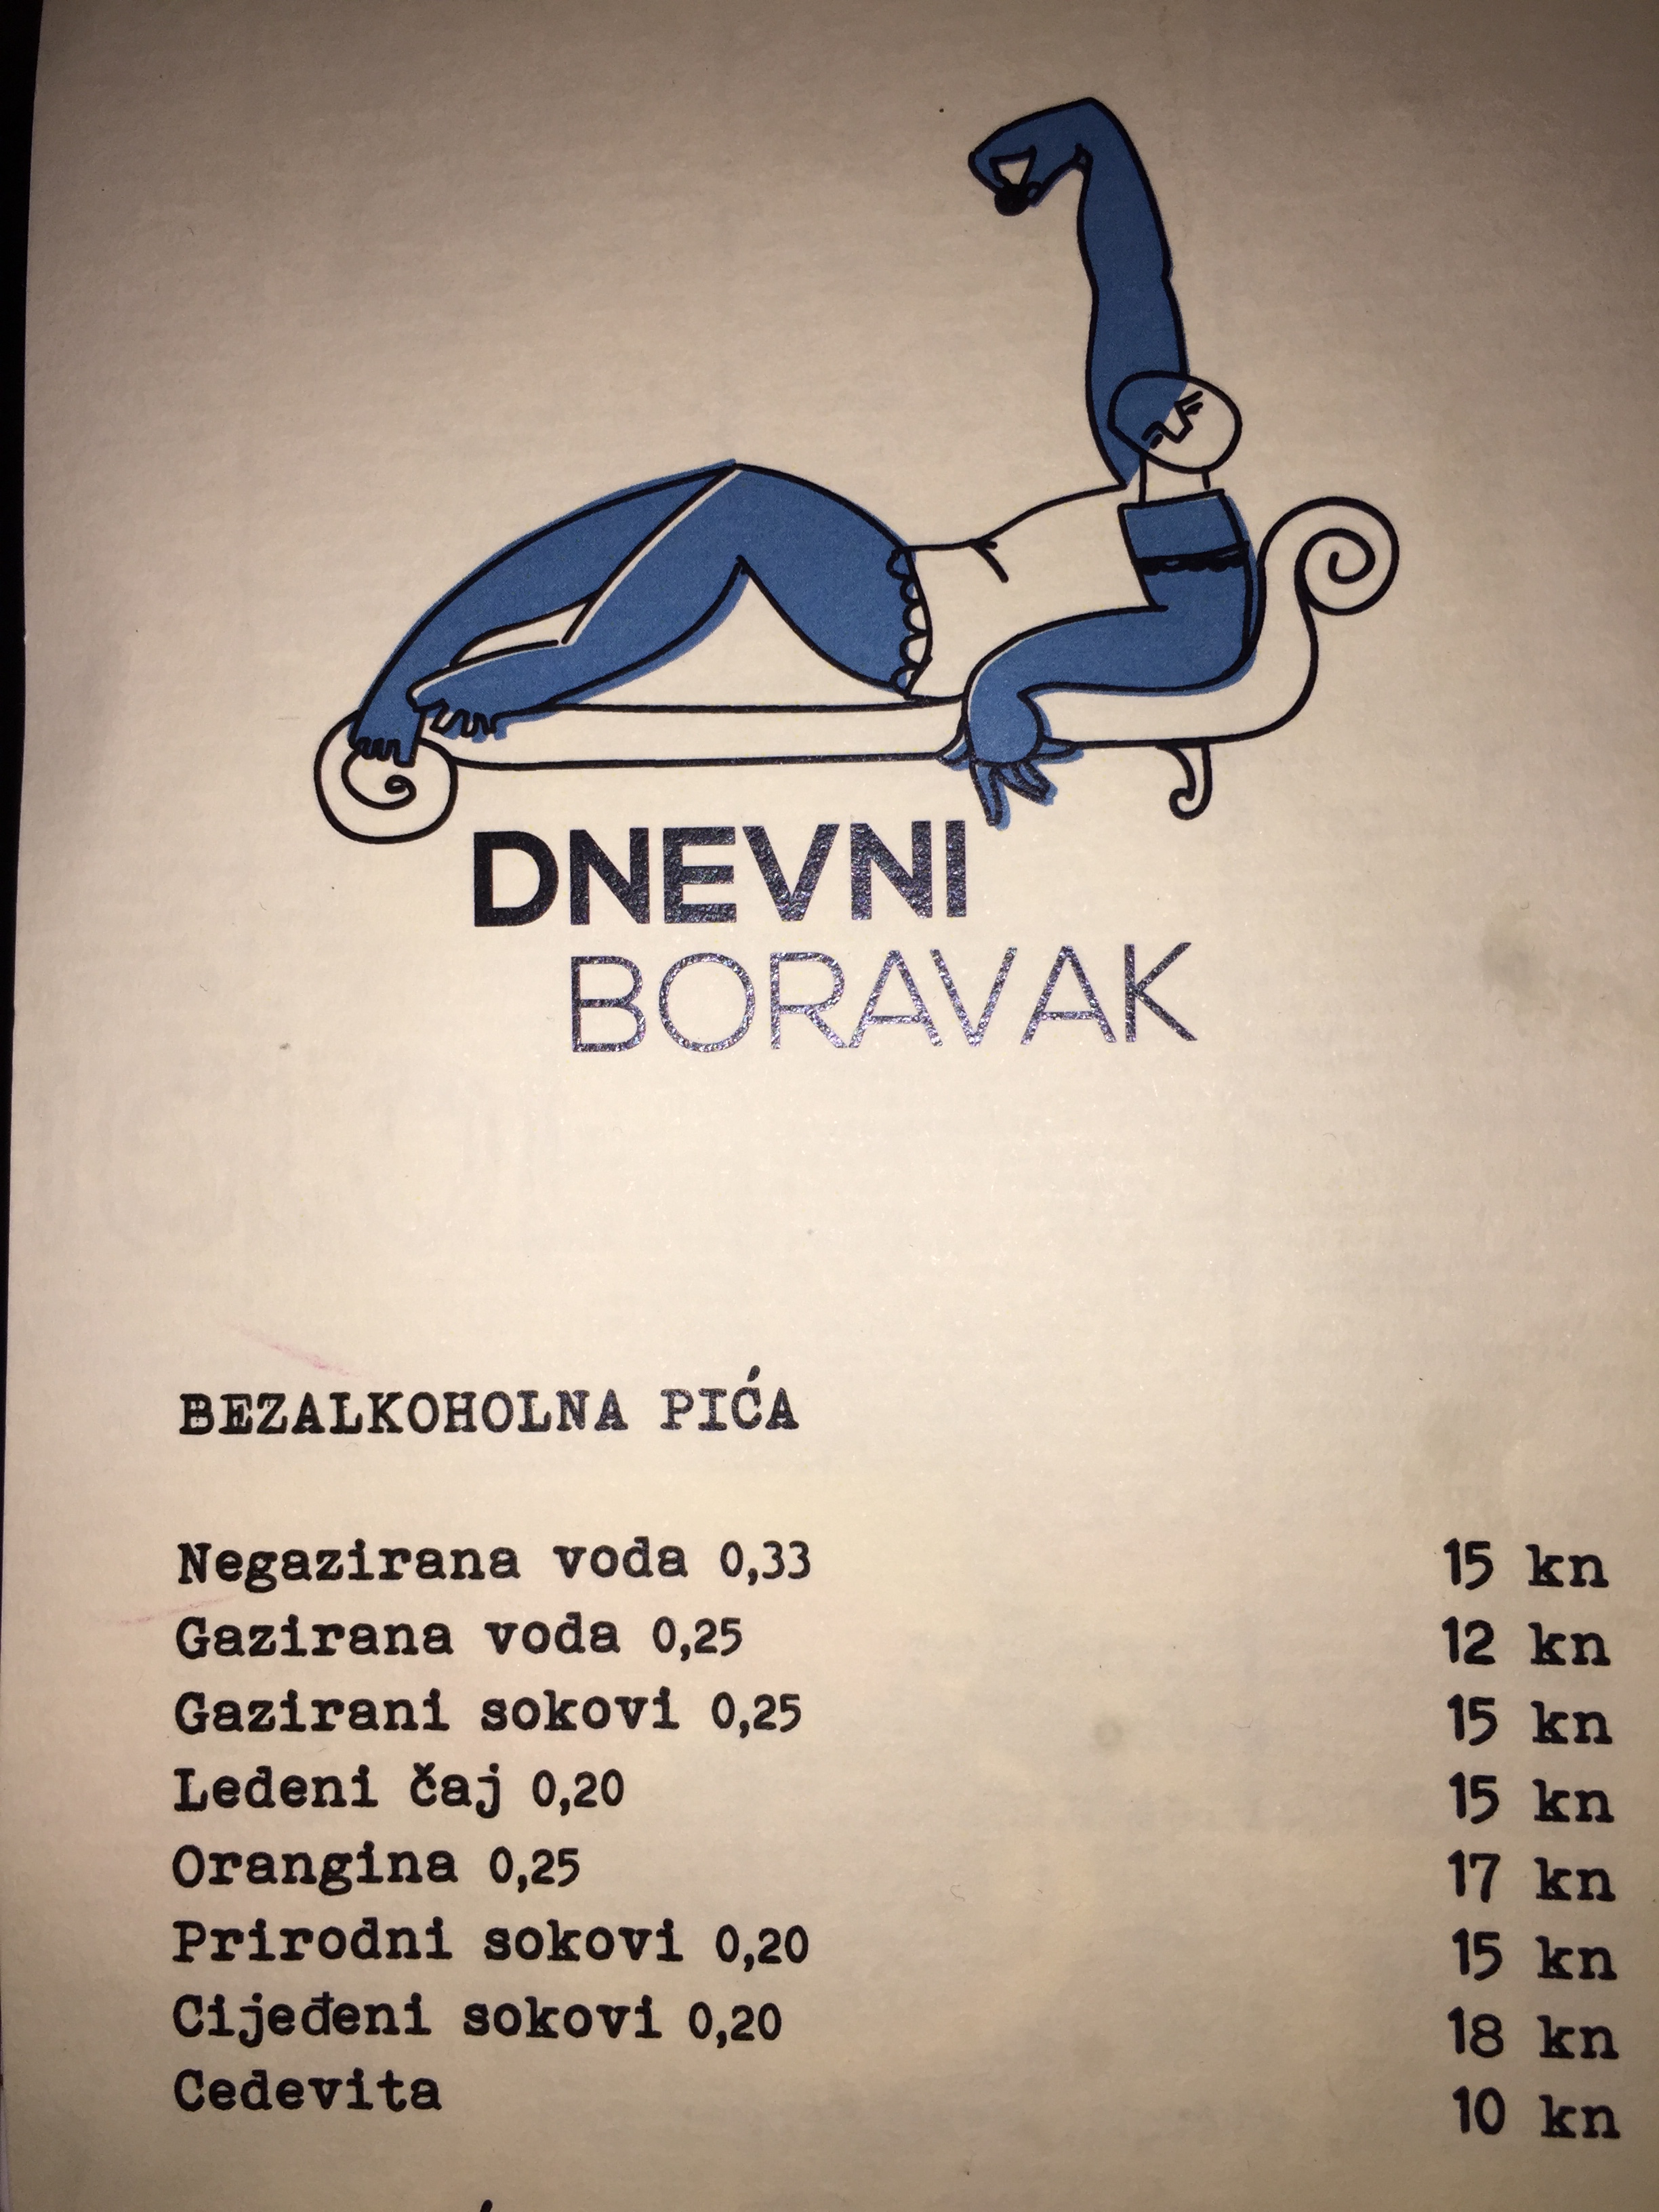 DNEVNI
BORAVAK
BEZALKOHOLNA PIĆA
Negazirana voda 0,33 15 kn
Gazirana voda 0,25 12 kn
Gazirani sokovi 0,25 15 kn
Ledeni čaj 0,20 15 kn
Orangina 0,25 17 kn
Prirodni sokovi 0,20 15 kn
Cijeđeni sokovi 0,20 18 kn
Cedevita 10 kn